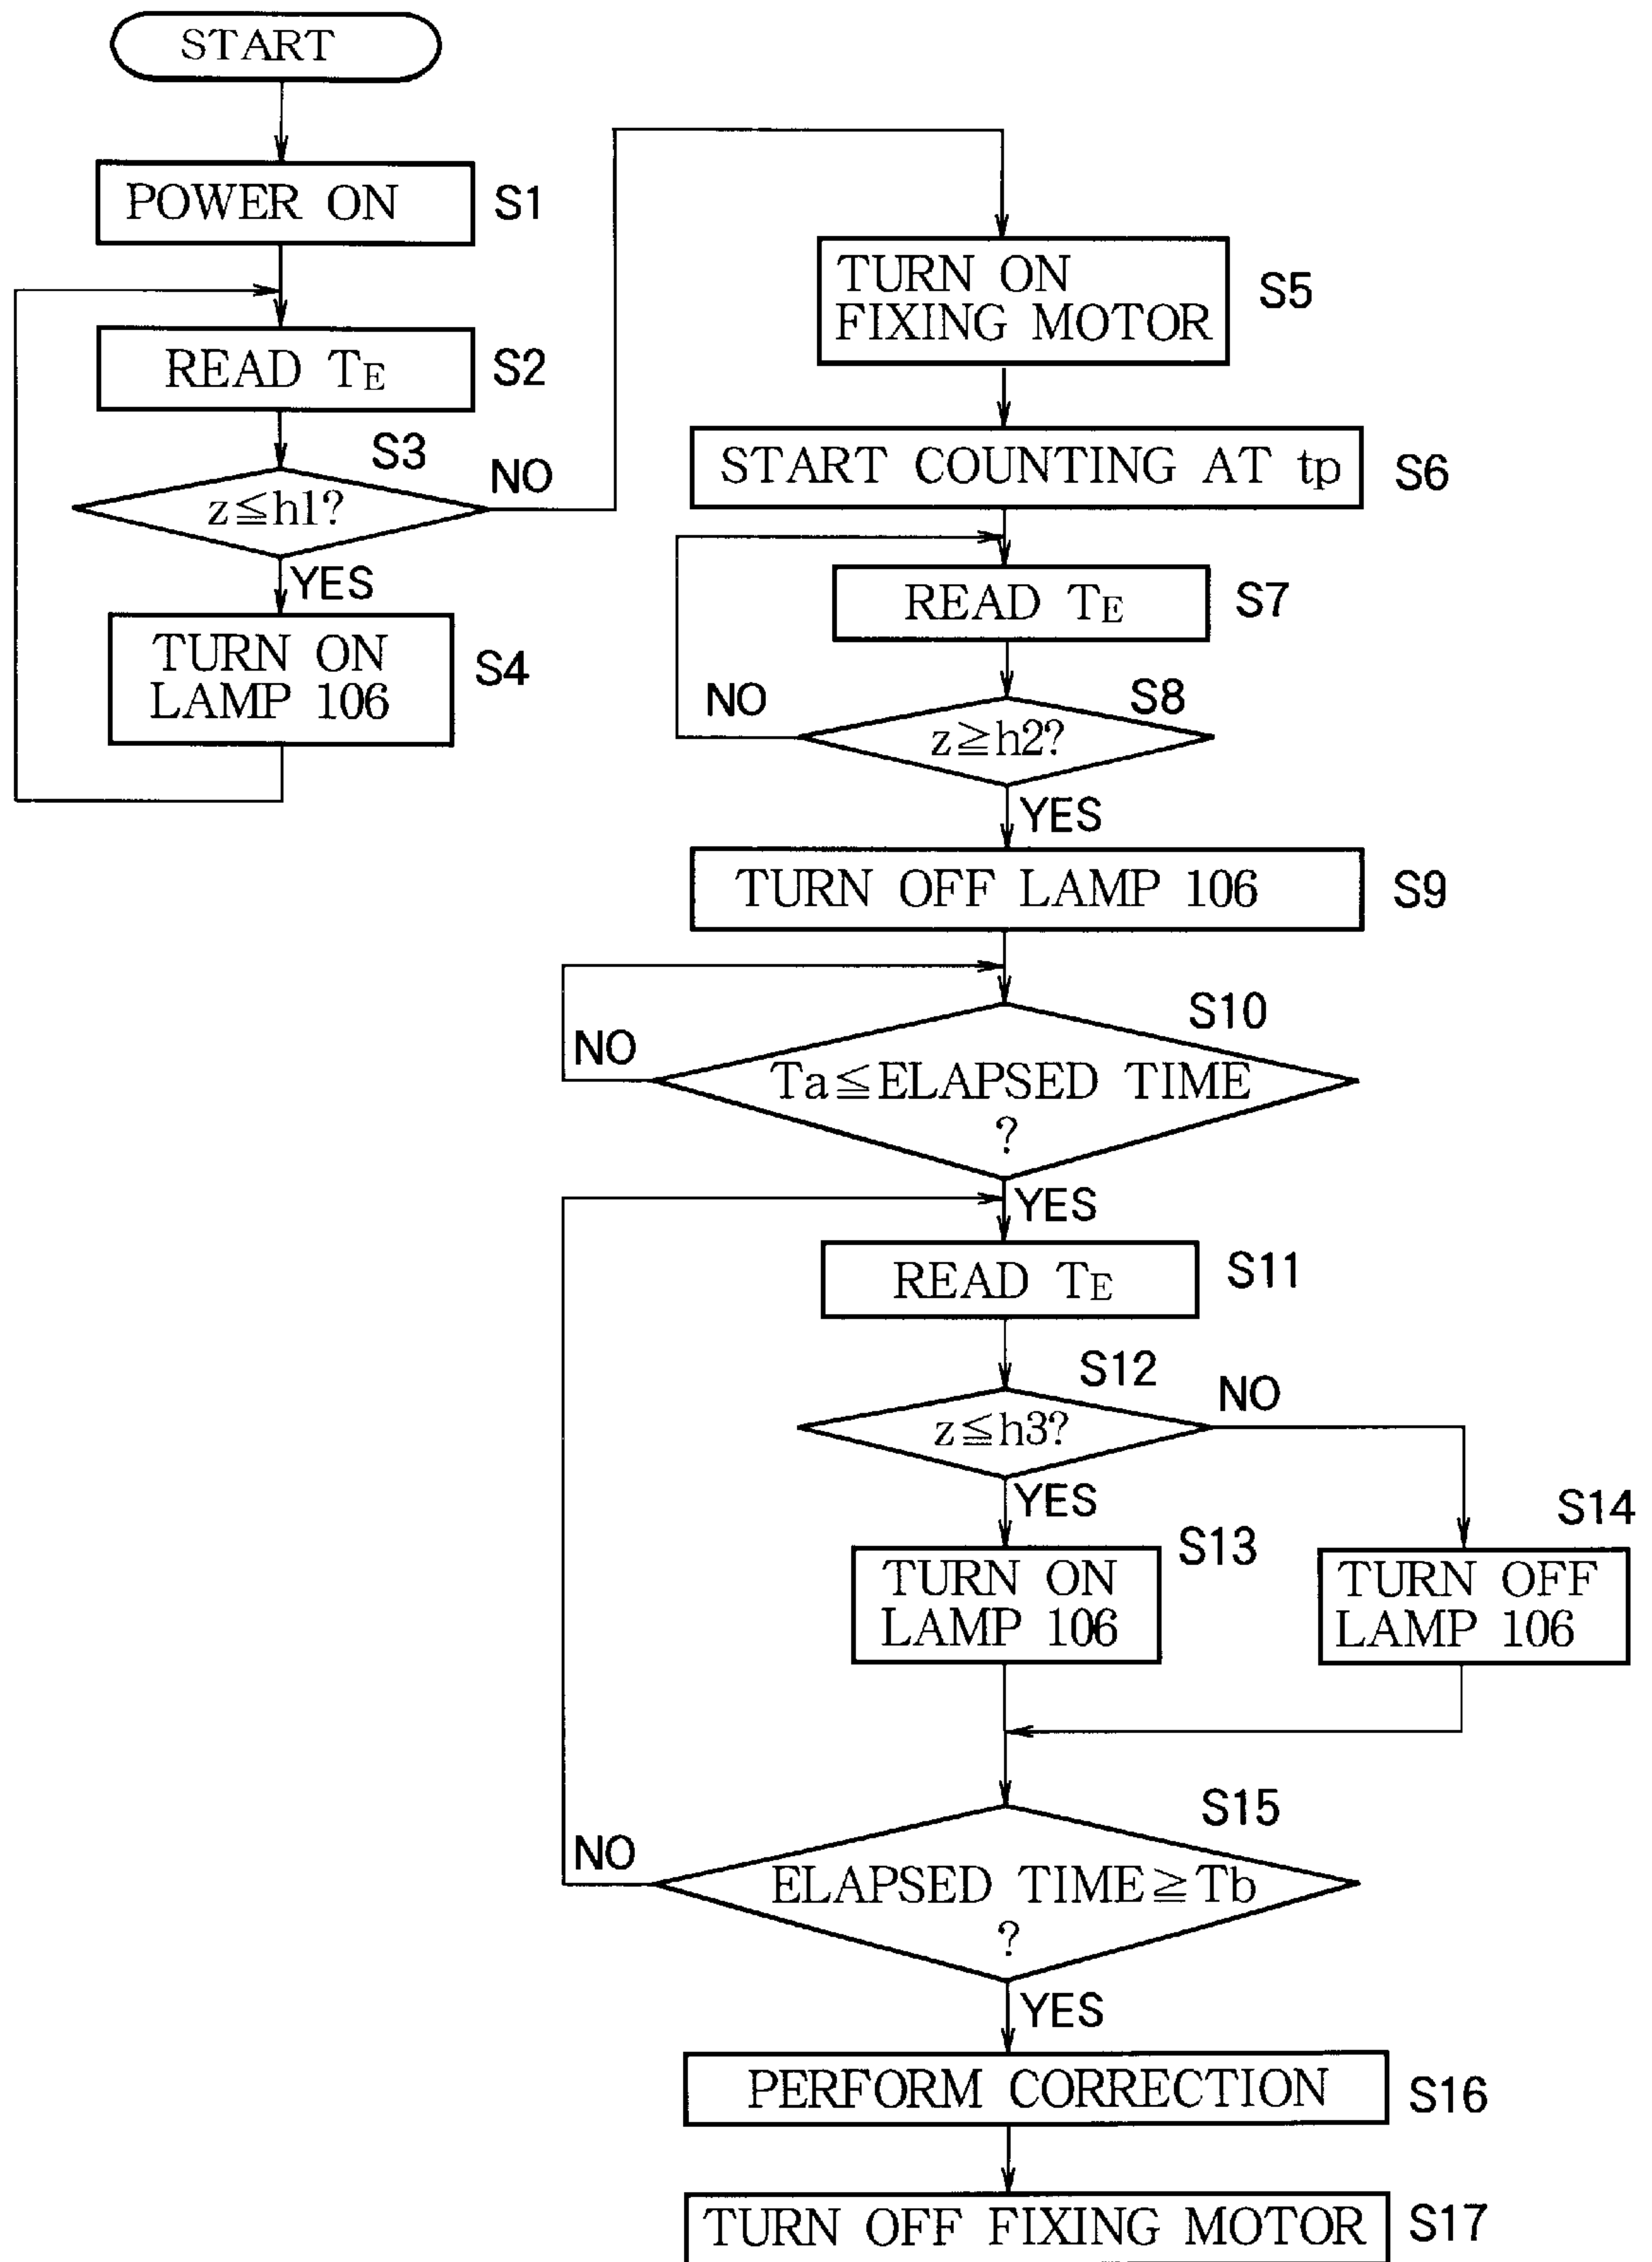 START
POWER ON
S1
READ TE
S2
S3
z≦h1?
NO
YES
TURN ON
LAMP 106
S4
TURN ON
FIXING MOTOR
S5
START COUNTING AT tp
S6
READ TE
S7
S8
z≧h2?
NO
YES
TURN OFF LAMP 106
S9
S10
Ta≦ELAPSED TIME
?
NO
YES
READ TE
S11
S12
z≦h3?
NO
YES
TURN ON
LAMP 106
S13
TURN OFF
LAMP 106
S14
S15
ELAPSED TIME≧Tb
?
NO
YES
PERFORM CORRECTION
S16
TURN OFF FIXING MOTOR
S17